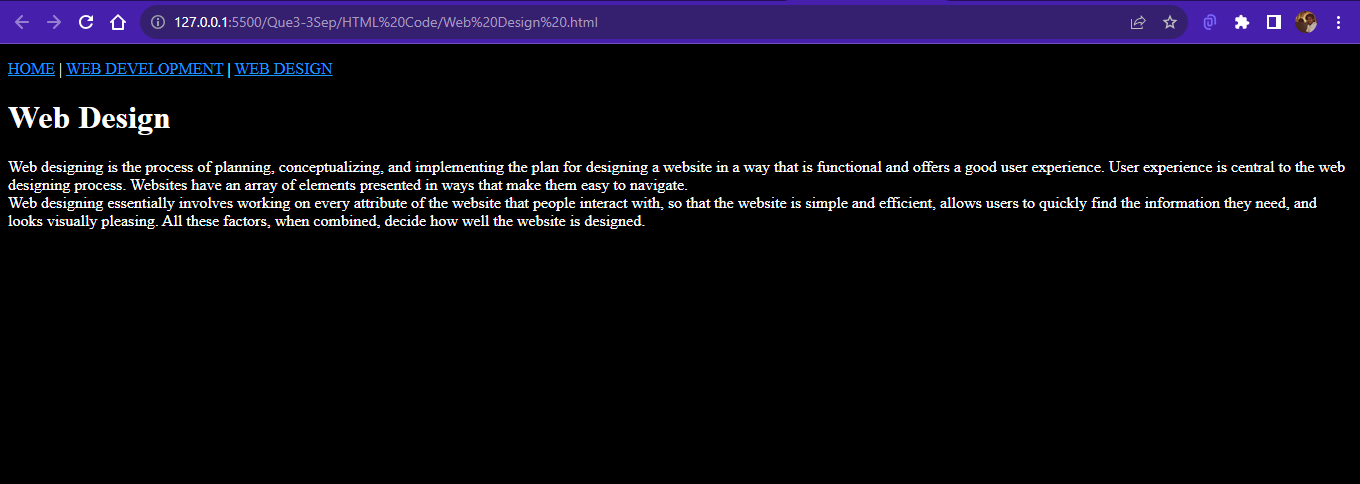 127.0.0.1:5500/Que3-3Sep/HTML%20Code/Web%20Design%20.html
HOME | WEB DEVELOPMENT | WEB DESIGN
Web Design
Web designing is the process of planning, conceptualizing, and implementing the plan for designing a website in a way that is functional and offers a good user experience. User experience is central to the web
designing process. Websites have an array of elements presented in ways that make them easy to navigate.
Web designing essentially involves working on every attribute of the website that people interact with, so that the website is simple and efficient, allows users to quickly find the information they need, and
looks visually pleasing. All these factors, when combined, decide how well the website is designed.